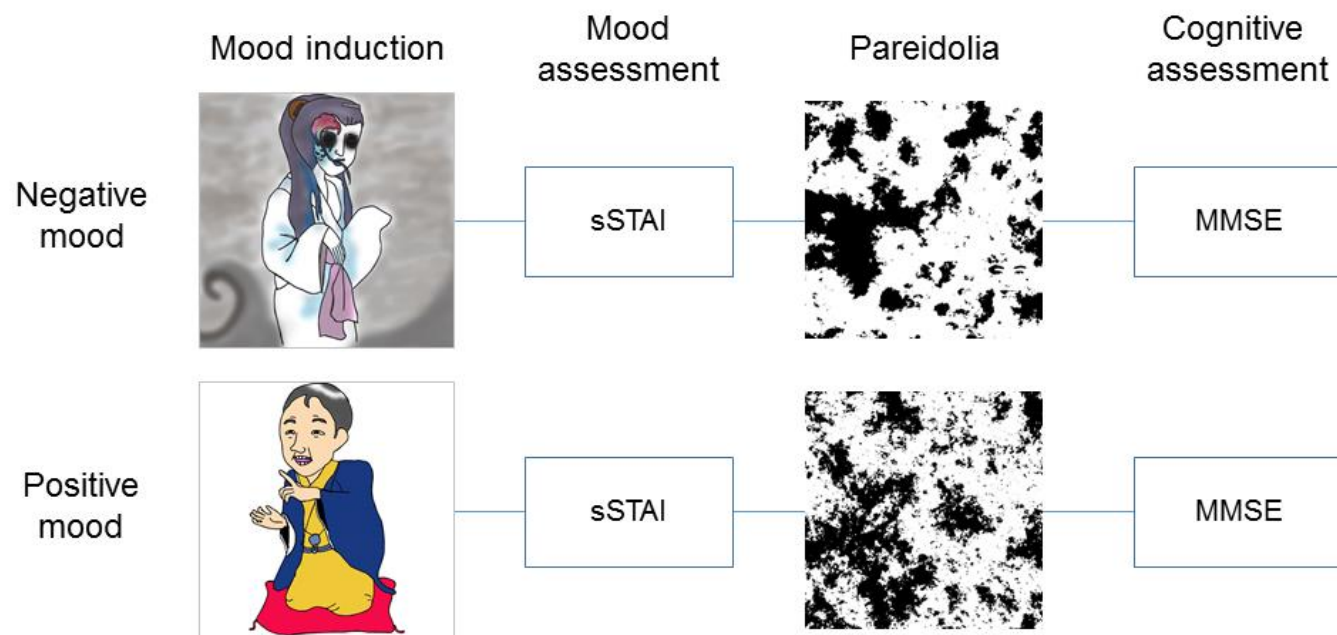 Mood induction
Mood
assessment
Pareidolia
Cognitive
assessment
Negative
mood
sSTAI
MMSE
Positive
mood
sSTAI
MMSE